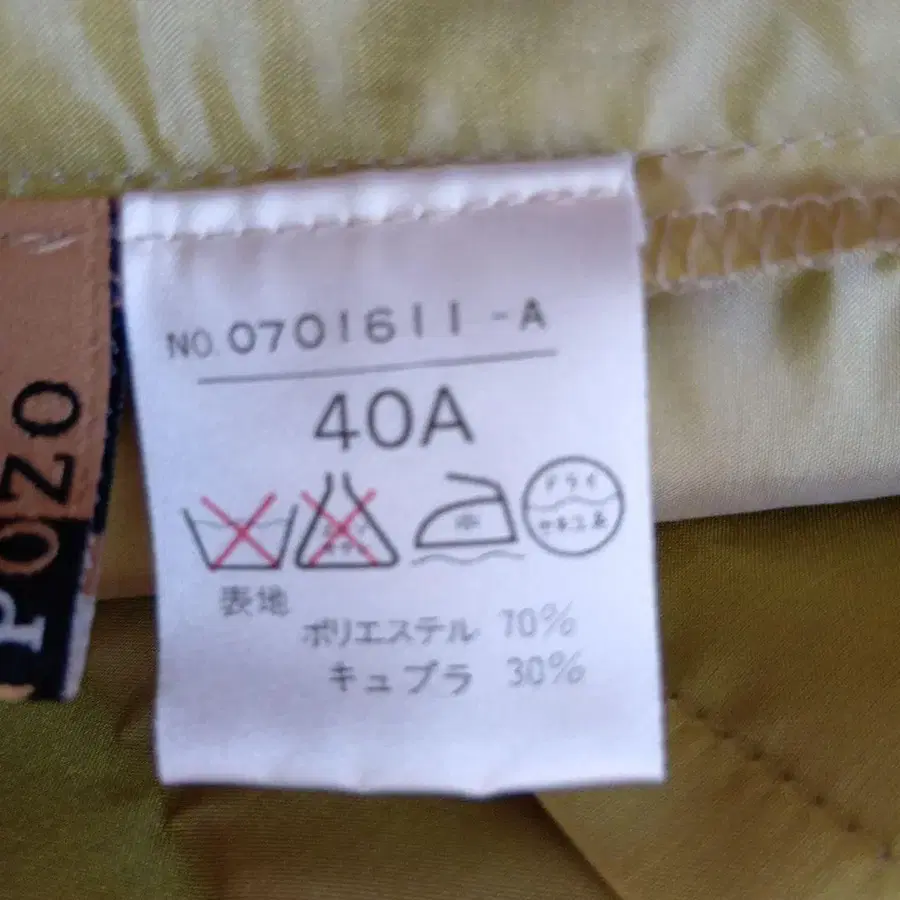 NO. 0701611-A
40A
中
ドライ
セキユ系
表地
ポリエステル 70%
キュプラ 30%
POZO